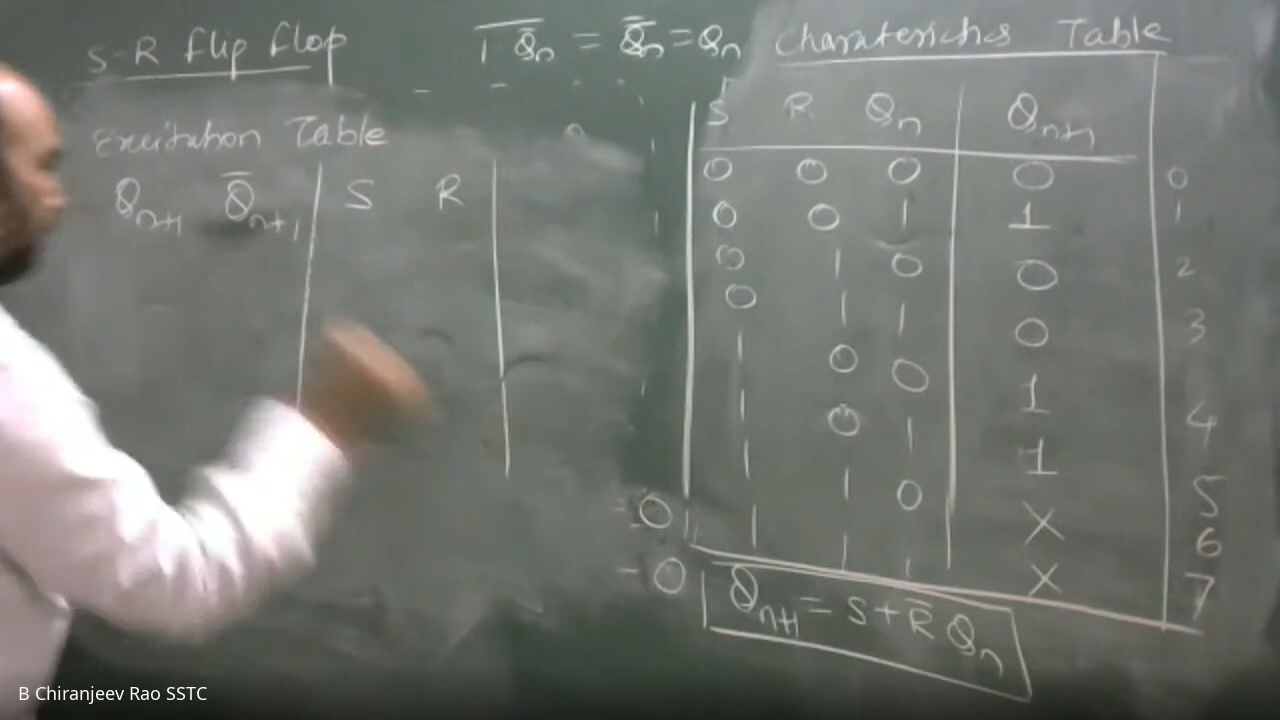 S-R Flip Flop
1 Q̄n = Q̿n = Qn
Excitation Table
Qn+1 Q̄n+1 S R
Charateristics Table
S R Qn Qn+1
0 0 0 0 0
0 0 1 1 1
0 1 0 0 2
0 1 1 0 3
1 0 0 1 4
1 0 1 1 5
1 1 0 X 6
1 1 1 X 7
=0
-0
Qn+1 = S + R̄ Qn
B Chiranjeev Rao SSTC